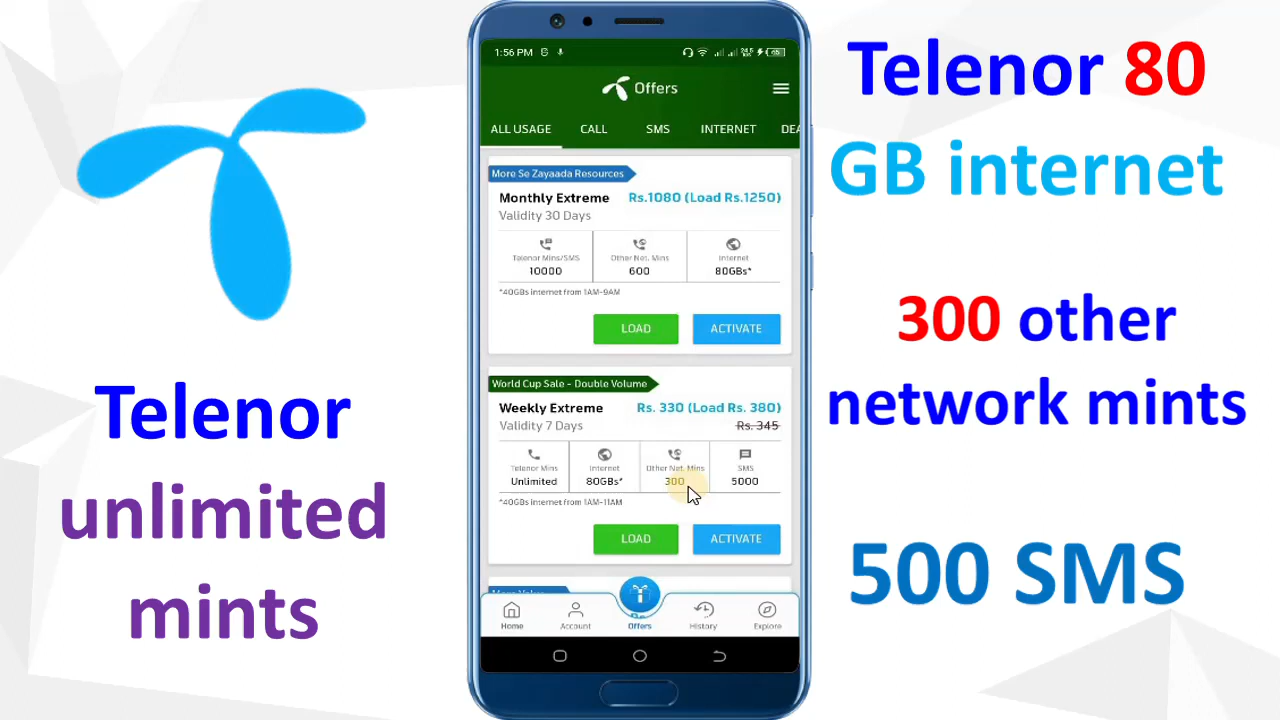 Telenor
unlimited
mints
1:56 PM
Offers
ALL USAGE CALL SMS INTERNET DEA
More Se Zayaada Resources
Monthly Extreme Rs.1080 (Load Rs.1250)
Validity 30 Days
Telenor Mins/SMS Other Net. Mins Internet
10000 600 80GBs*
*40GBs internet from 1AM-9AM
LOAD ACTIVATE
World Cup Sale - Double Volume
Weekly Extreme Rs. 330 (Load Rs. 380)
Validity 7 Days Rs. 345
Telenor Mins Internet Other Net. Mins SMS
Unlimited 80GBs* 300 5000
*40GBs internet from 1AM-11AM
LOAD ACTIVATE
Home Account Offers History Explore
Telenor 80
GB internet
300 other
network mints
500 SMS